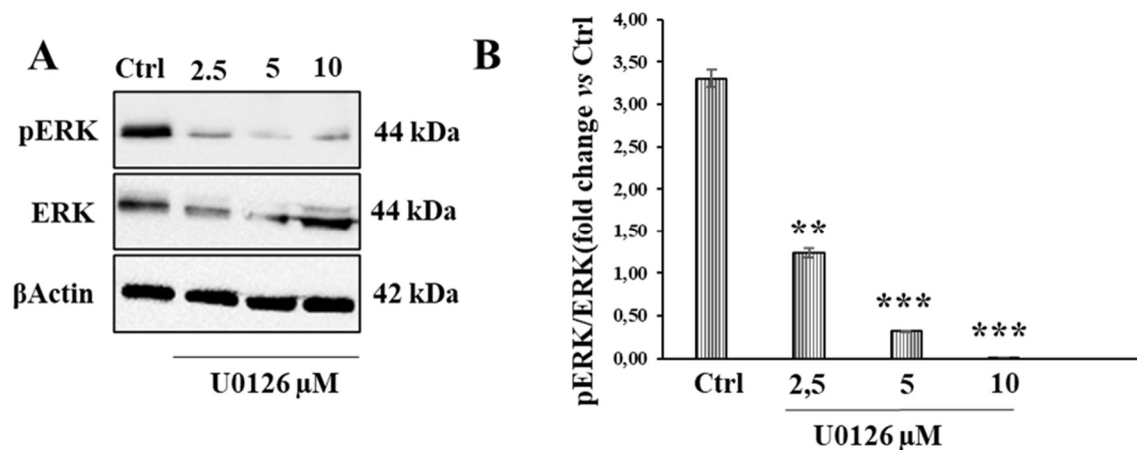 A
Ctrl 2.5 5 10
pERK 44 kDa
ERK 44 kDa
βActin 42 kDa
U0126 µM
B
pERK/ERK(fold change vs Ctrl
4,00
3,50
3,00
2,50
2,00
1,50
1,00
0,50
0,00
**
***
***
Ctrl 2,5 5 10
U0126 µM